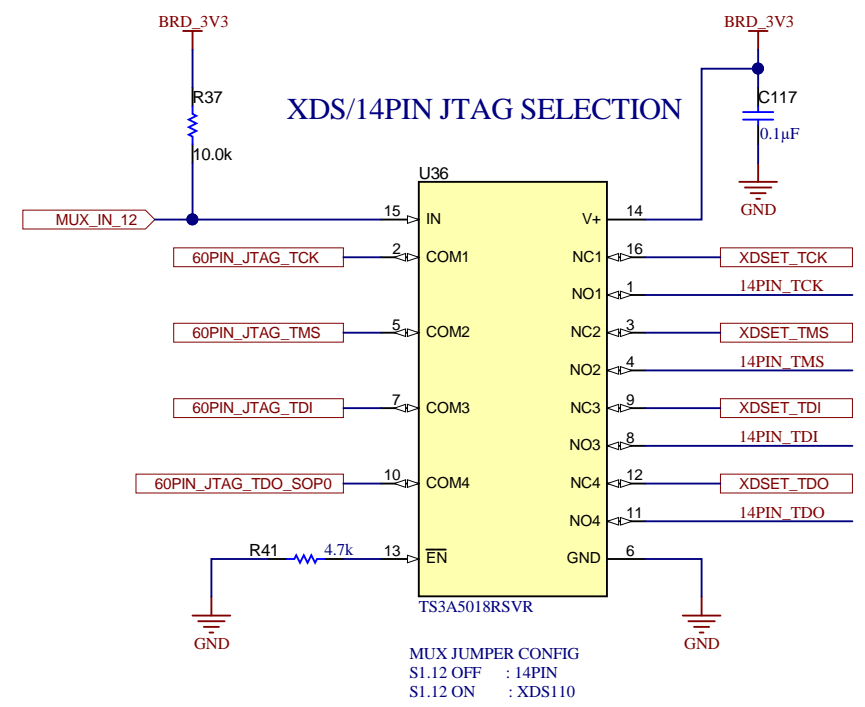 BRD_3V3
BRD_3V3
R37
10.0k
XDS/14PIN JTAG SELECTION
C117
0.1µF
GND
U36
MUX_IN_12
15
IN
V+
14
60PIN_JTAG_TCK
2
COM1
NC1
16
XDSET_TCK
NO1
1
14PIN_TCK
60PIN_JTAG_TMS
5
COM2
NC2
3
XDSET_TMS
NO2
4
14PIN_TMS
60PIN_JTAG_TDI
7
COM3
NC3
9
XDSET_TDI
NO3
8
14PIN_TDI
60PIN_JTAG_TDO_SOP0
10
COM4
NC4
12
XDSET_TDO
NO4
11
14PIN_TDO
R41
4.7k
13
EN
GND
6
TS3A5018RSVR
GND
GND
MUX JUMPER CONFIG
S1.12 OFF : 14PIN
S1.12 ON : XDS110